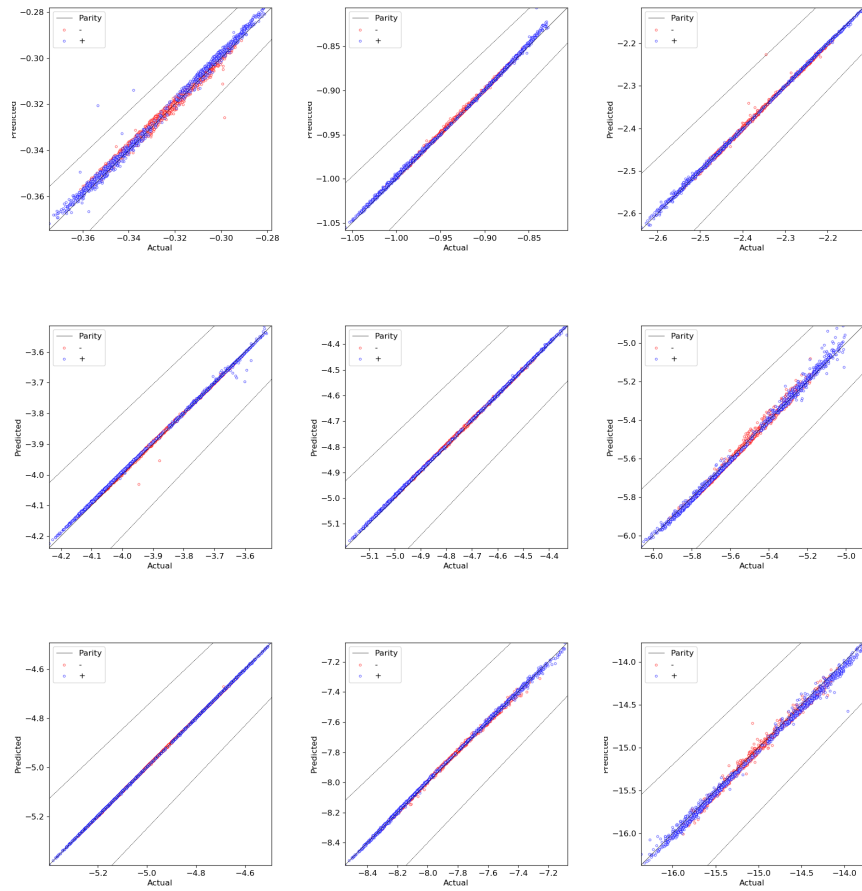 −0.28
−0.30
−0.32
−0.34
−0.36
Predicted
Parity
-
+
−0.36 −0.34 −0.32 −0.30 −0.28
Actual
−0.85
−0.90
−0.95
−1.00
−1.05
Predicted
Parity
-
+
−1.05 −1.00 −0.95 −0.90 −0.85
Actual
−2.2
−2.3
−2.4
−2.5
−2.6
Predicted
Parity
-
+
−2.6 −2.5 −2.4 −2.3 −2.2
Actual
−3.6
−3.7
−3.8
−3.9
−4.0
−4.1
−4.2
Predicted
Parity
-
+
−4.2 −4.1 −4.0 −3.9 −3.8 −3.7 −3.6
Actual
−4.4
−4.5
−4.6
−4.7
−4.8
−4.9
−5.0
−5.1
Predicted
Parity
-
+
−5.1 −5.0 −4.9 −4.8 −4.7 −4.6 −4.5 −4.4
Actual
−5.0
−5.2
−5.4
−5.6
−5.8
−6.0
Predicted
Parity
-
+
−6.0 −5.8 −5.6 −5.4 −5.2 −5.0
Actual
−4.6
−4.8
−5.0
−5.2
Predicted
Parity
-
+
−5.2 −5.0 −4.8 −4.6
Actual
−7.2
−7.4
−7.6
−7.8
−8.0
−8.2
−8.4
Predicted
Parity
-
+
−8.4 −8.2 −8.0 −7.8 −7.6 −7.4 −7.2
Actual
−14.0
−14.5
−15.0
−15.5
−16.0
Predicted
Parity
-
+
−16.0 −15.5 −15.0 −14.5 −14.0
Actual